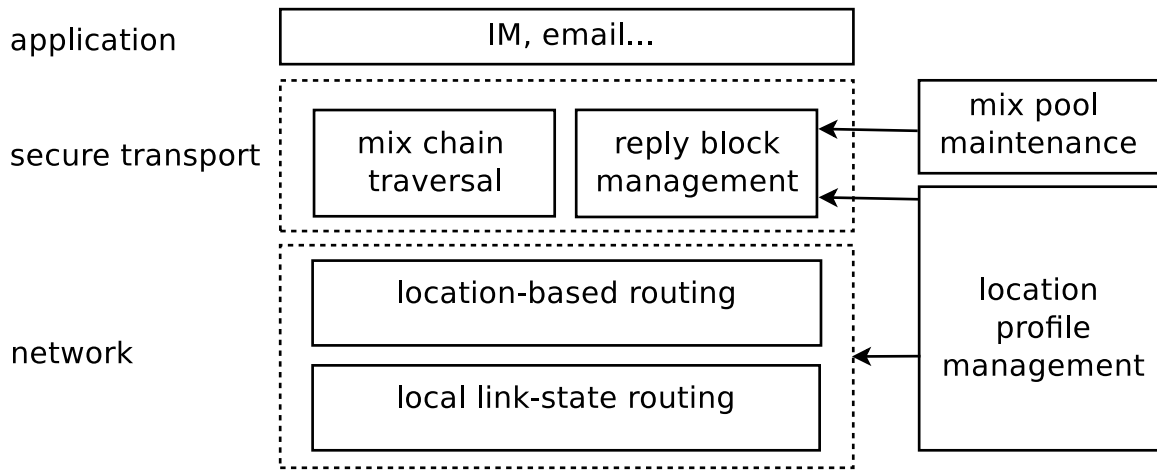 application
IM, email...
secure transport
mix chain
traversal
reply block
management
mix pool
maintenance
network
location-based routing
local link-state routing
location
profile
management